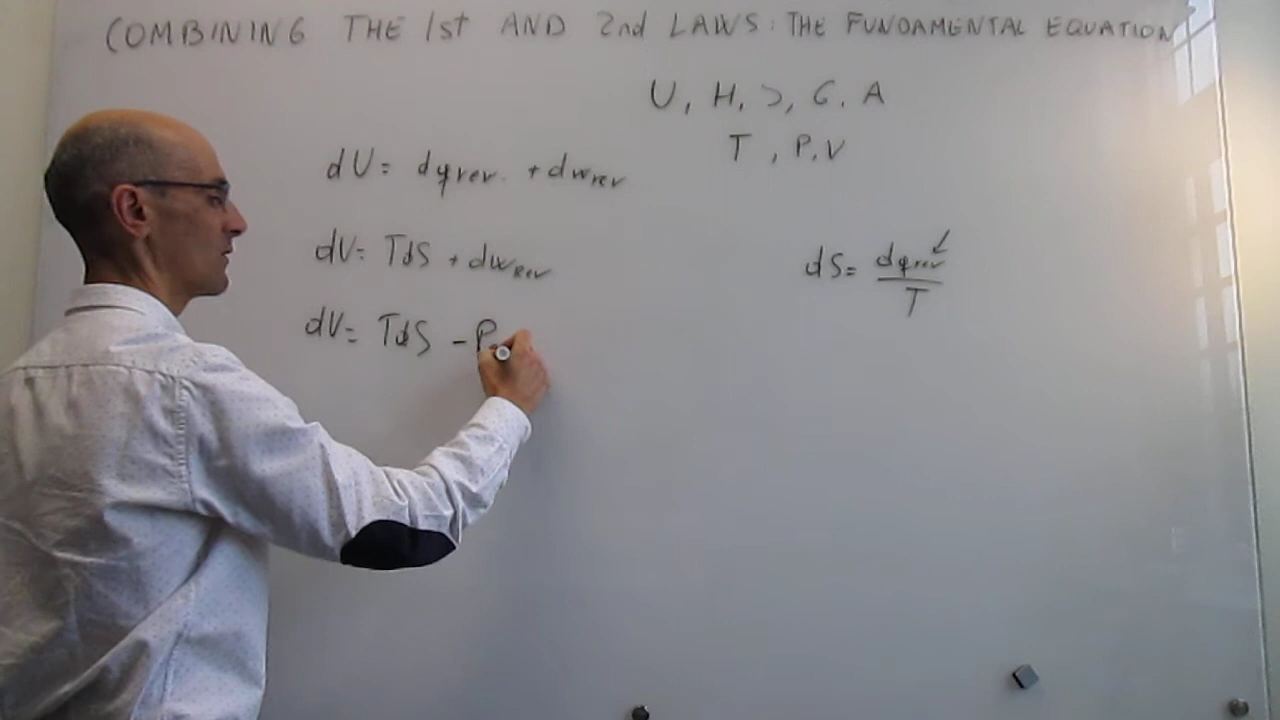 COMBINING THE 1st AND 2nd LAWS: THE FUNDAMENTAL EQUATION
U, H, S, G, A
T, P, V
dU = dqrev. + dwrev
dU = TdS + dwRev
dS = dqrev / T
dU = TdS - P